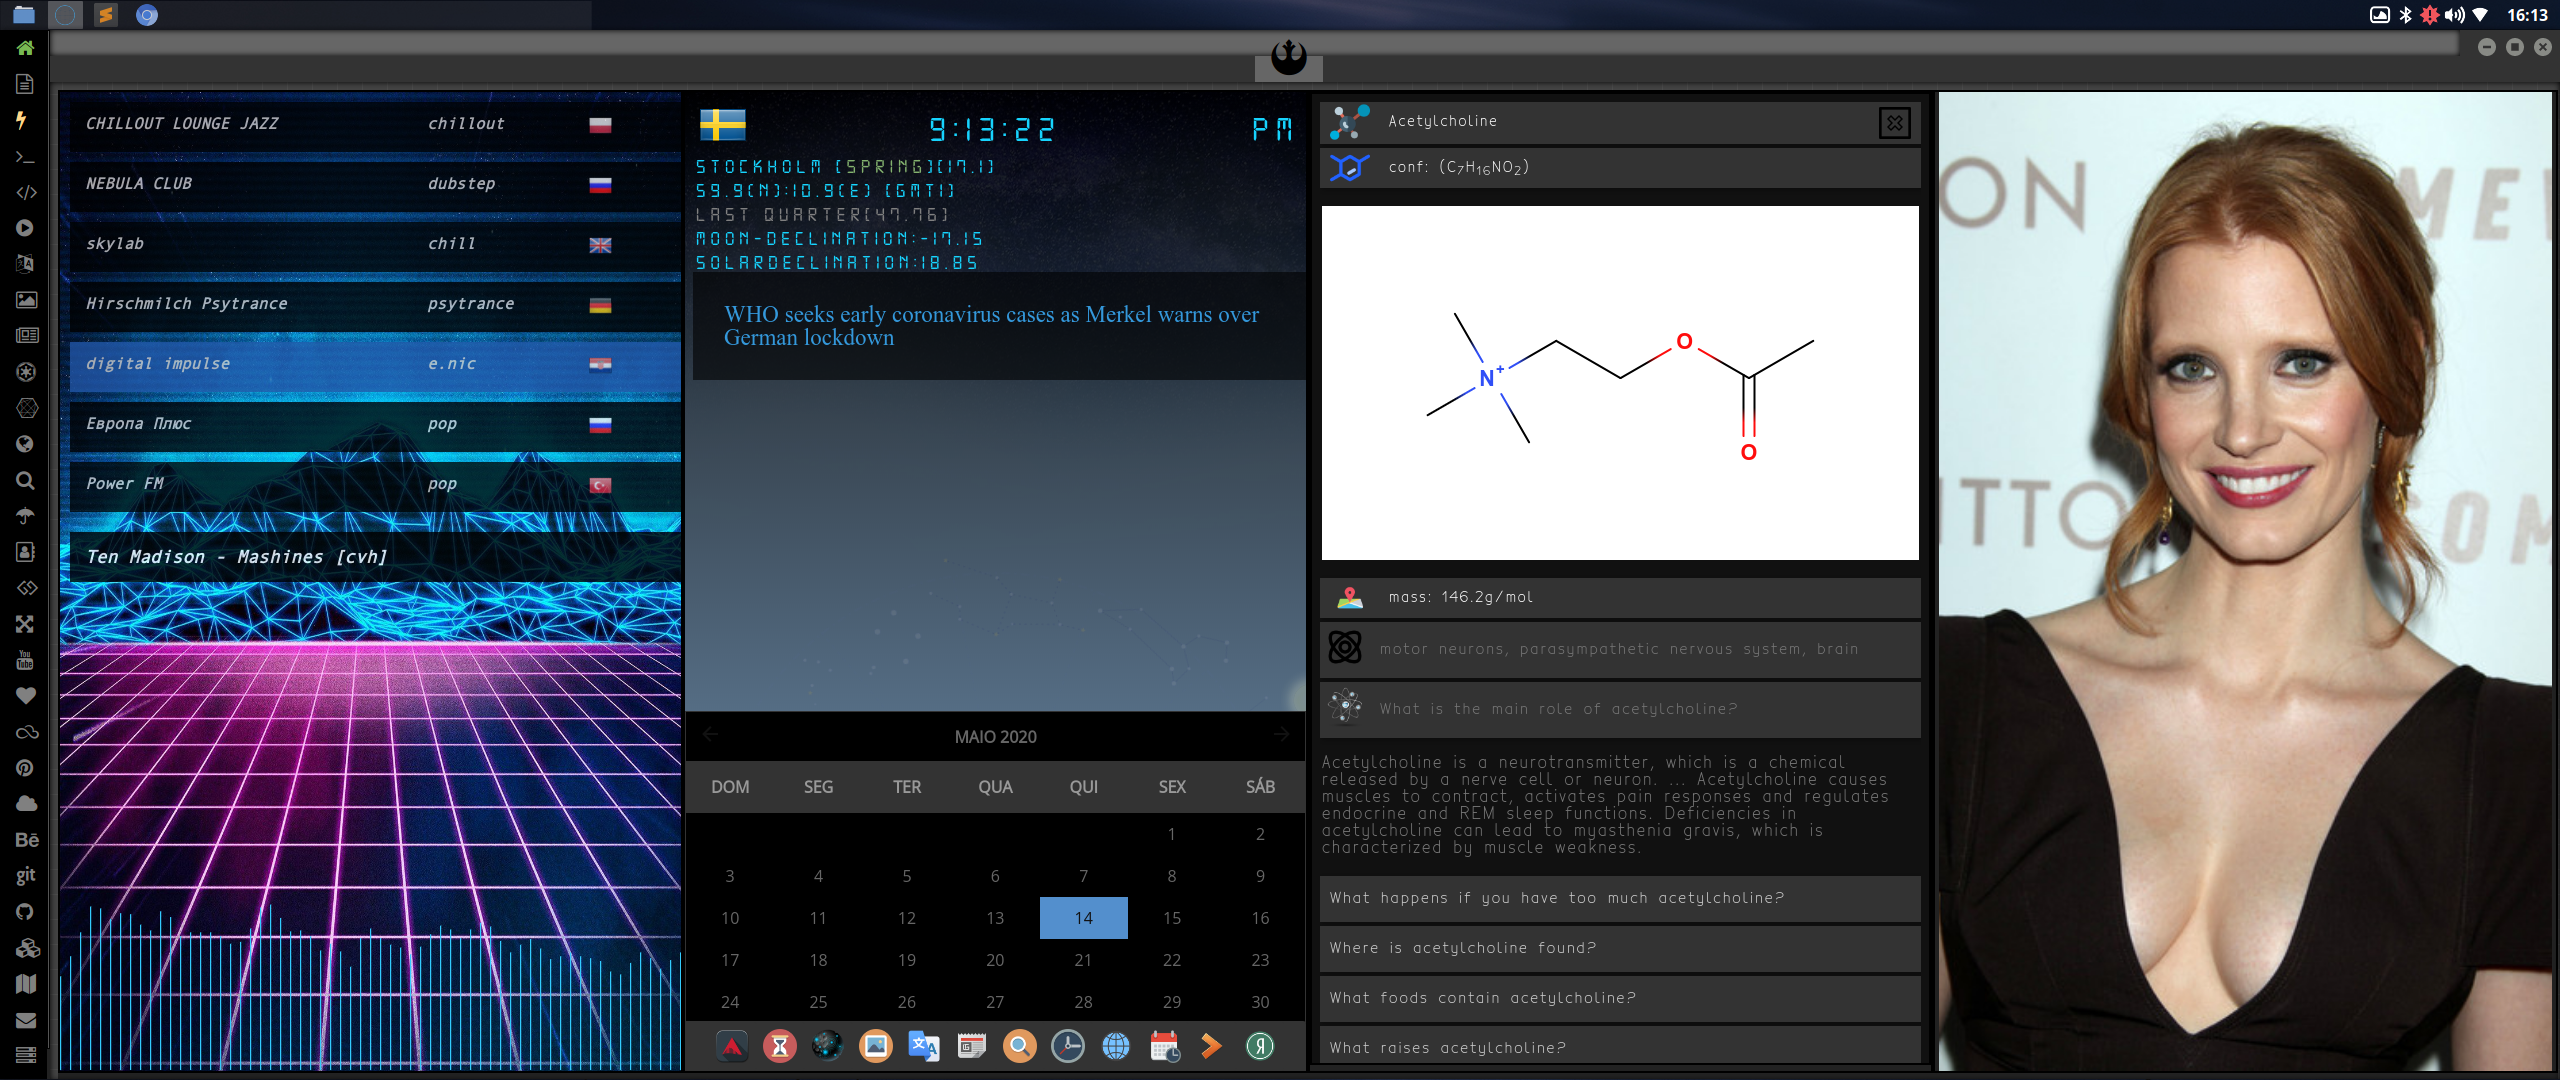 16:13
CHILLOUT LOUNGE JAZZ chillout
NEBULA CLUB dubstep
skylab chill
Hirschmilch Psytrance psytrance
digital impulse e.nic
Европа Плюс pop
Power FM pop
Ten Madison - Mashines [cvh]
You
Tube
Bē
git
9:13:22 PM
STOCKHOLM [SPRING][17.1]
59.9(N):10.9(E) [GMT1]
LAST QUARTER[47.76]
MOON-DECLINATION:-17.15
SOLARDECLINATION:18.85
WHO seeks early coronavirus cases as Merkel warns over
German lockdown
MAIO 2020
DOM SEG TER QUA QUI SEX SÁB
1 2
3 4 5 6 7 8 9
10 11 12 13 14 15 16
17 18 19 20 21 22 23
24 25 26 27 28 29 30
Acetylcholine
conf: (C₇H₁₆NO₂)
N⁺
O
O
mass: 146.2g/mol
motor neurons, parasympathetic nervous system, brain
What is the main role of acetylcholine?
Acetylcholine is a neurotransmitter, which is a chemical
released by a nerve cell or neuron. ... Acetylcholine causes
muscles to contract, activates pain responses and regulates
endocrine and REM sleep functions. Deficiencies in
acetylcholine can lead to myasthenia gravis, which is
characterized by muscle weakness.
What happens if you have too much acetylcholine?
Where is acetylcholine found?
What foods contain acetylcholine?
What raises acetylcholine?
ON
MEV
TTO
OM